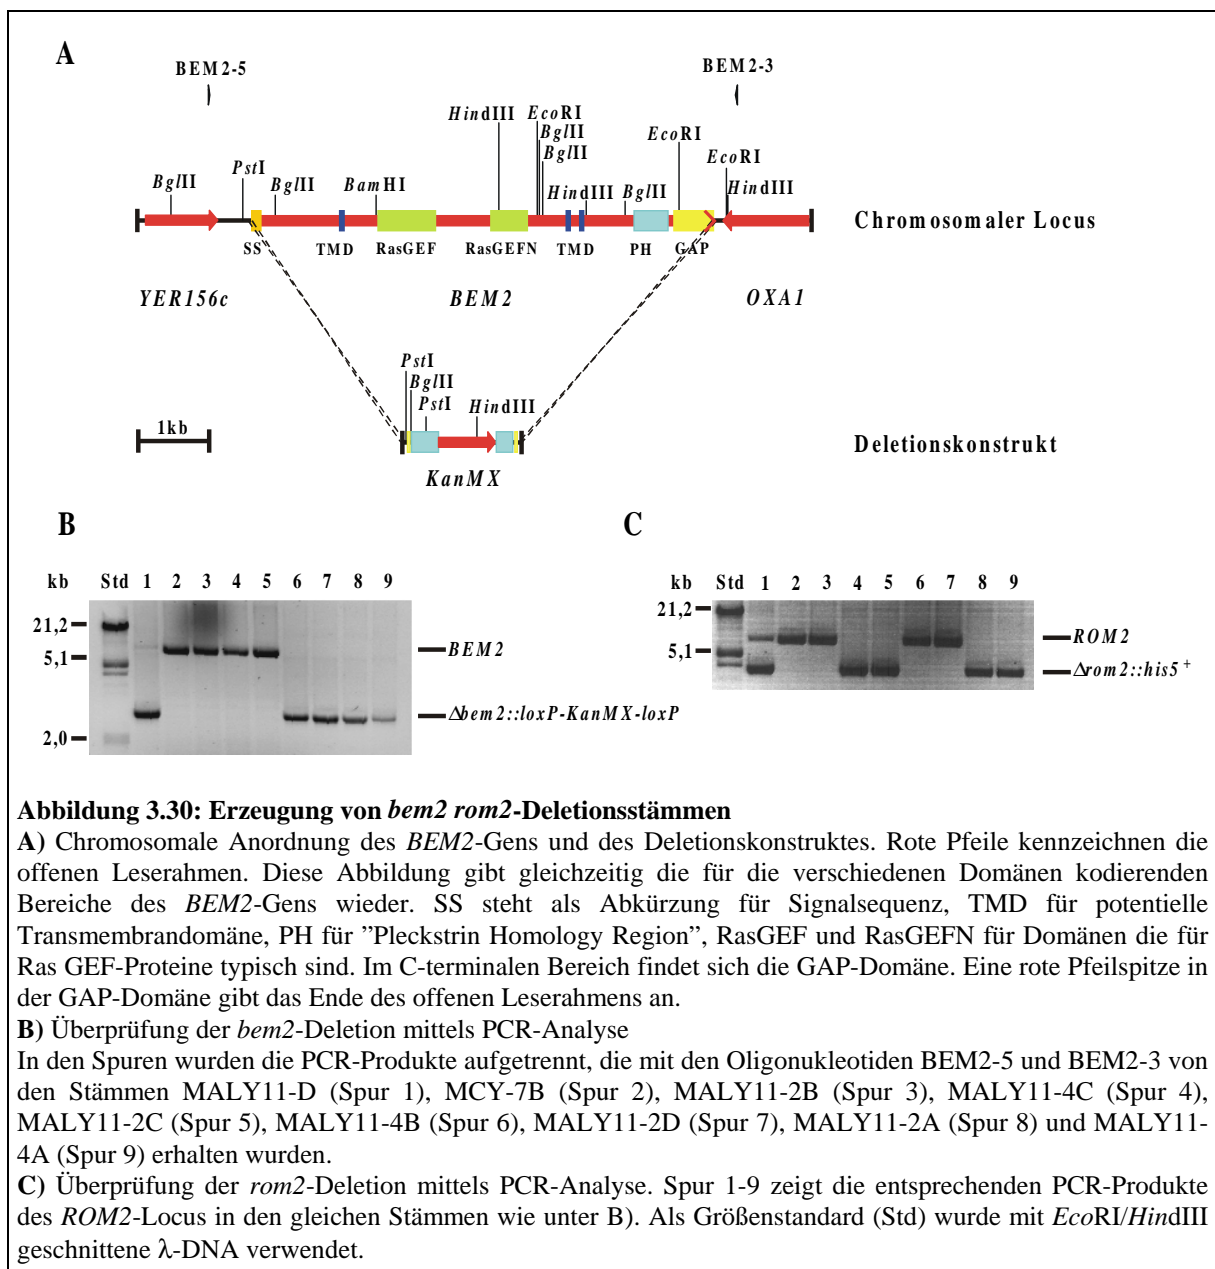 A
BEM2-5
BEM2-3
HindIII
EcoRI
BglII
BglII
EcoRI
EcoRI
PstI
BglII
BglII
BamHI
HindIII
BglII
HindIII
Chromosomaler Locus
SS
TMD
RasGEF
RasGEFN
TMD
PH
GAP
YER156c
BEM2
OXA1
PstI
BglII
PstI
HindIII
1kb
Deletionskonstrukt
KanMX
B
C
kb Std 1 2 3 4 5 6 7 8 9
21,2
5,1
2,0
BEM2
Δbem2::loxP-KanMX-loxP
kb Std 1 2 3 4 5 6 7 8 9
21,2
5,1
ROM2
Δrom2::his5+
Abbildung 3.30: Erzeugung von bem2 rom2-Deletionsstämmen
A) Chromosomale Anordnung des BEM2-Gens und des Deletionskonstruktes. Rote Pfeile kennzeichnen die
offenen Leserahmen. Diese Abbildung gibt gleichzeitig die für die verschiedenen Domänen kodierenden
Bereiche des BEM2-Gens wieder. SS steht als Abkürzung für Signalsequenz, TMD für potentielle
Transmembrandomäne, PH für ”Pleckstrin Homology Region”, RasGEF und RasGEFN für Domänen die für
Ras GEF-Proteine typisch sind. Im C-terminalen Bereich findet sich die GAP-Domäne. Eine rote Pfeilspitze in
der GAP-Domäne gibt das Ende des offenen Leserahmens an.
B) Überprüfung der bem2-Deletion mittels PCR-Analyse
In den Spuren wurden die PCR-Produkte aufgetrennt, die mit den Oligonukleotiden BEM2-5 und BEM2-3 von
den Stämmen MALY11-D (Spur 1), MCY-7B (Spur 2), MALY11-2B (Spur 3), MALY11-4C (Spur 4),
MALY11-2C (Spur 5), MALY11-4B (Spur 6), MALY11-2D (Spur 7), MALY11-2A (Spur 8) und MALY11-
4A (Spur 9) erhalten wurden.
C) Überprüfung der rom2-Deletion mittels PCR-Analyse. Spur 1-9 zeigt die entsprechenden PCR-Produkte
des ROM2-Locus in den gleichen Stämmen wie unter B). Als Größenstandard (Std) wurde mit EcoRI/HindIII
geschnittene λ-DNA verwendet.